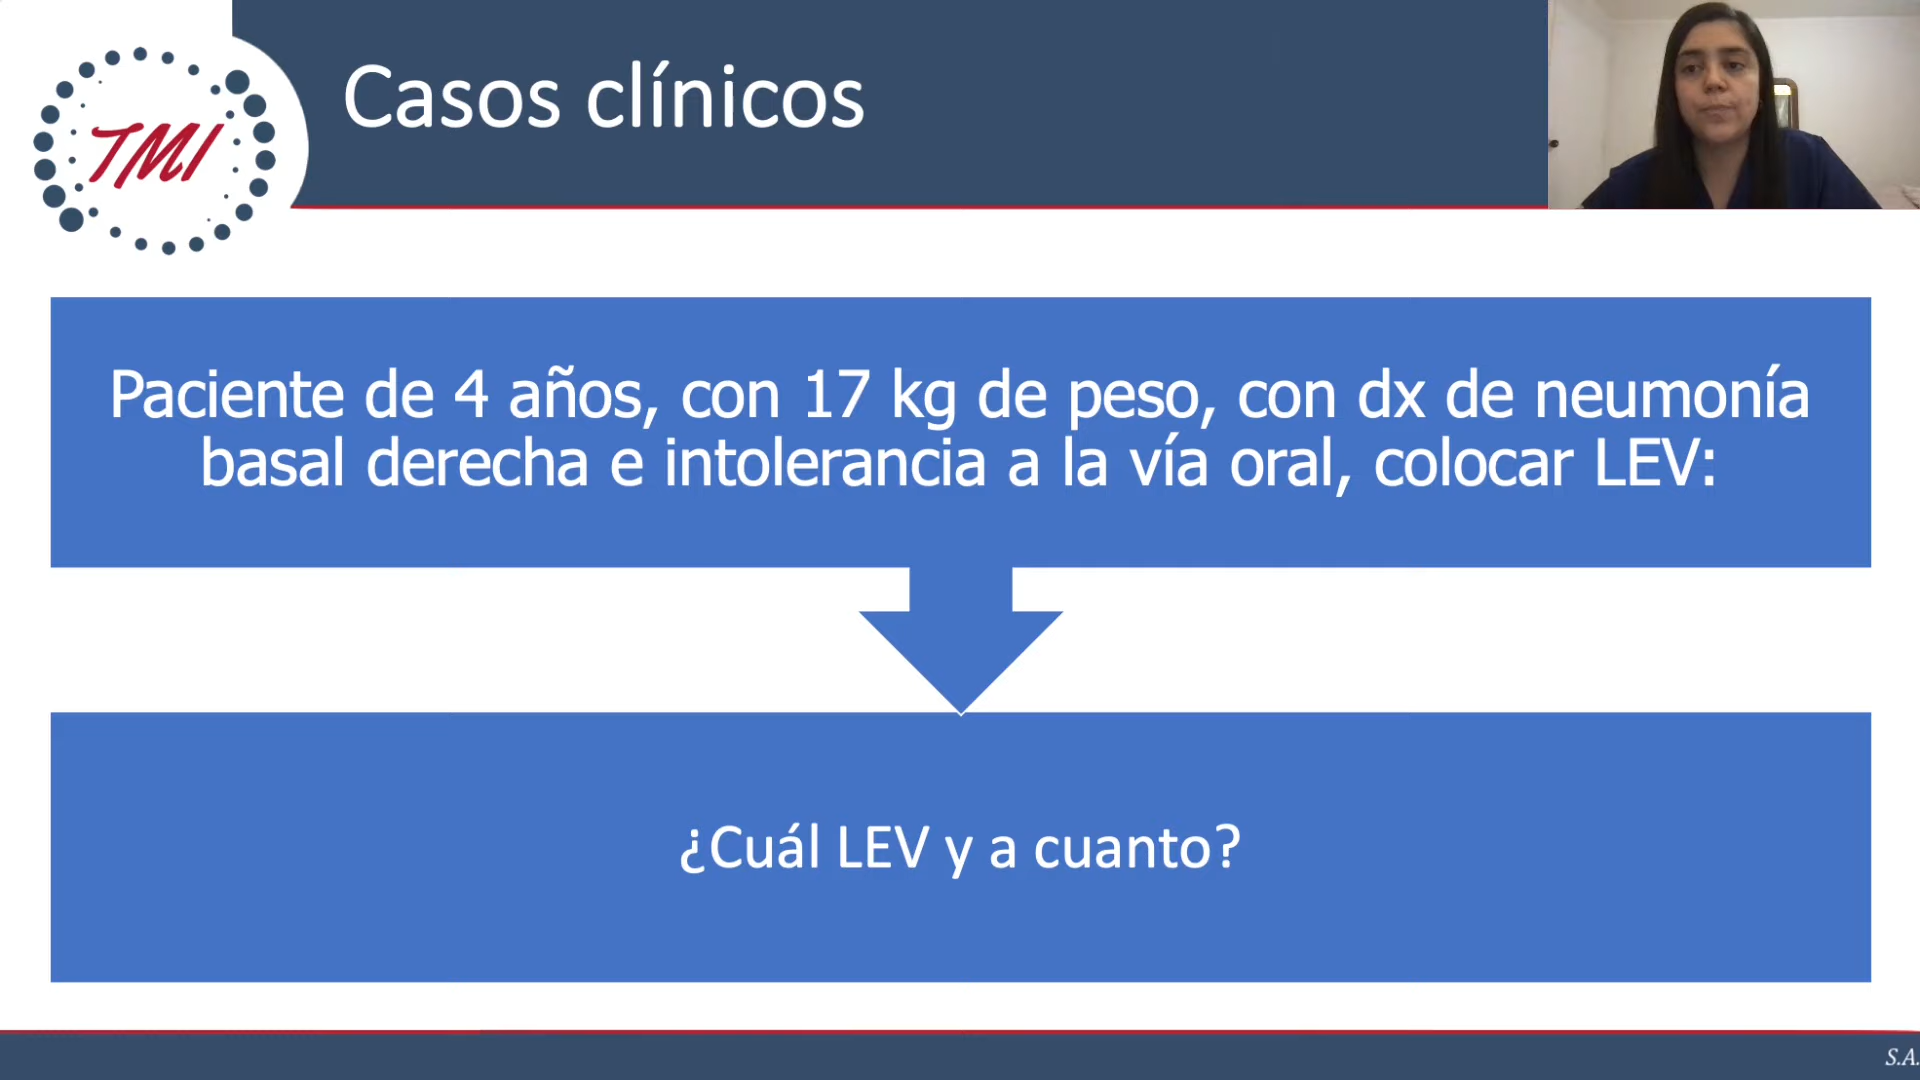 TMI
Casos clínicos
Paciente de 4 años, con 17 kg de peso, con dx de neumonía
basal derecha e intolerancia a la vía oral, colocar LEV:
¿Cuál LEV y a cuanto?
S.A.